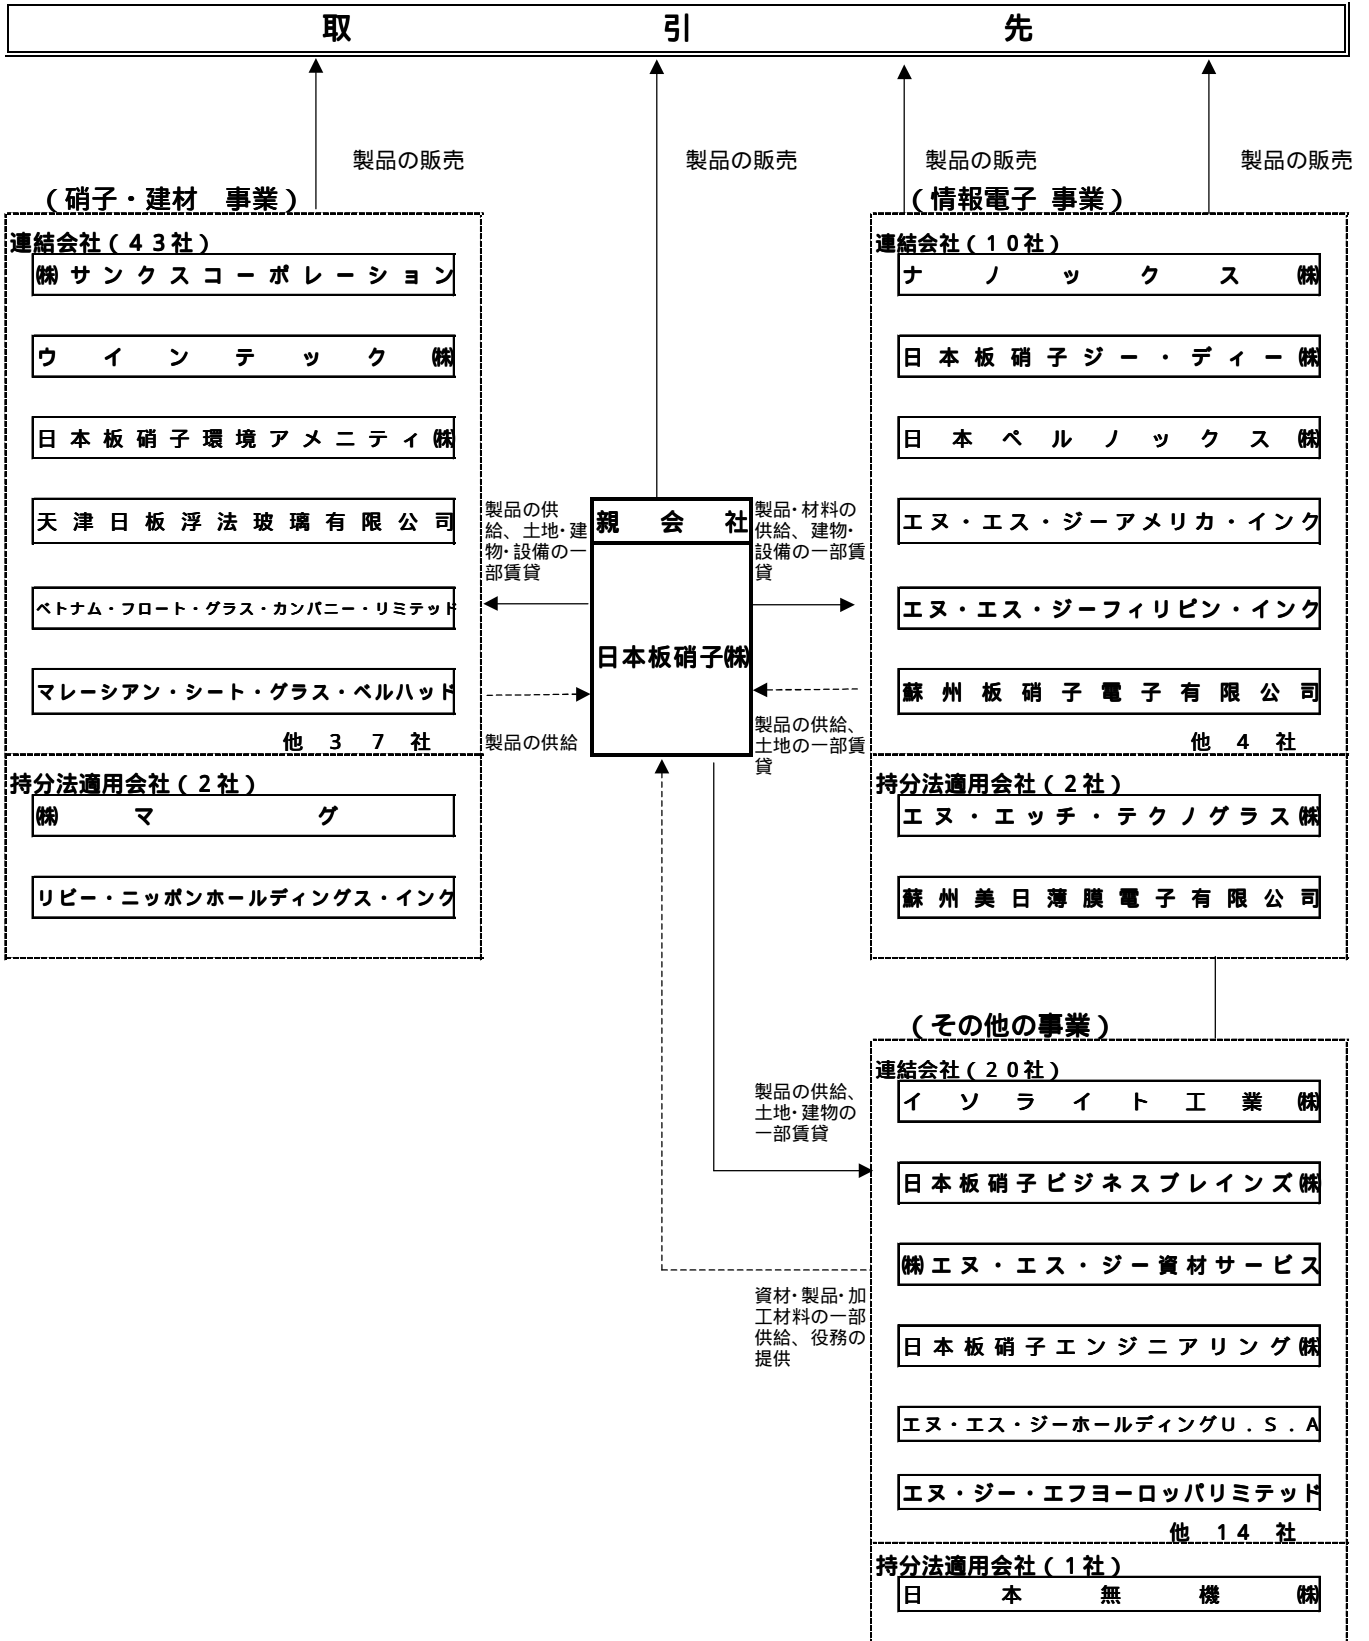 取引先
製品の販売
製品の販売
製品の販売
製品の販売
(硝子・建材 事業)
連結会社(43社)
㈱サンクスコーポレーション
ウインテック㈱
日本板硝子環境アメニティ㈱
天津日板浮法玻璃有限公司
ベトナム・フロート・グラス・カンパニー・リミテッド
マレーシアン・シート・グラス・ベルハッド
他37社
持分法適用会社(2社)
㈱マグ
リビー・ニッポンホールディングス・インク
製品の供
給、土地・建
物・設備の一
部賃貸
製品の供給
親会社
日本板硝子㈱
製品・材料の
供給、建物・
設備の一部賃
貸
製品の供給、
土地の一部賃
貸
(情報電子 事業)
連結会社(10社)
ナノックス㈱
日本板硝子ジー・ディー㈱
日本ペルノックス㈱
エヌ・エス・ジーアメリカ・インク
エヌ・エス・ジーフィリピン・インク
蘇州板硝子電子有限公司
他4社
持分法適用会社(2社)
エヌ・エッチ・テクノグラス㈱
蘇州美日薄膜電子有限公司
製品の供給、
土地・建物の
一部賃貸
資材・製品・加
工材料の一部
供給、役務の
提供
(その他の事業)
連結会社(20社)
イソライト工業㈱
日本板硝子ビジネスブレインズ㈱
㈱エヌ・エス・ジー資材サービス
日本板硝子エンジニアリング㈱
エヌ・エス・ジーホールディングU.S.A
エヌ・ジー・エフヨーロッパリミテッド
他14社
持分法適用会社(1社)
日本無機㈱